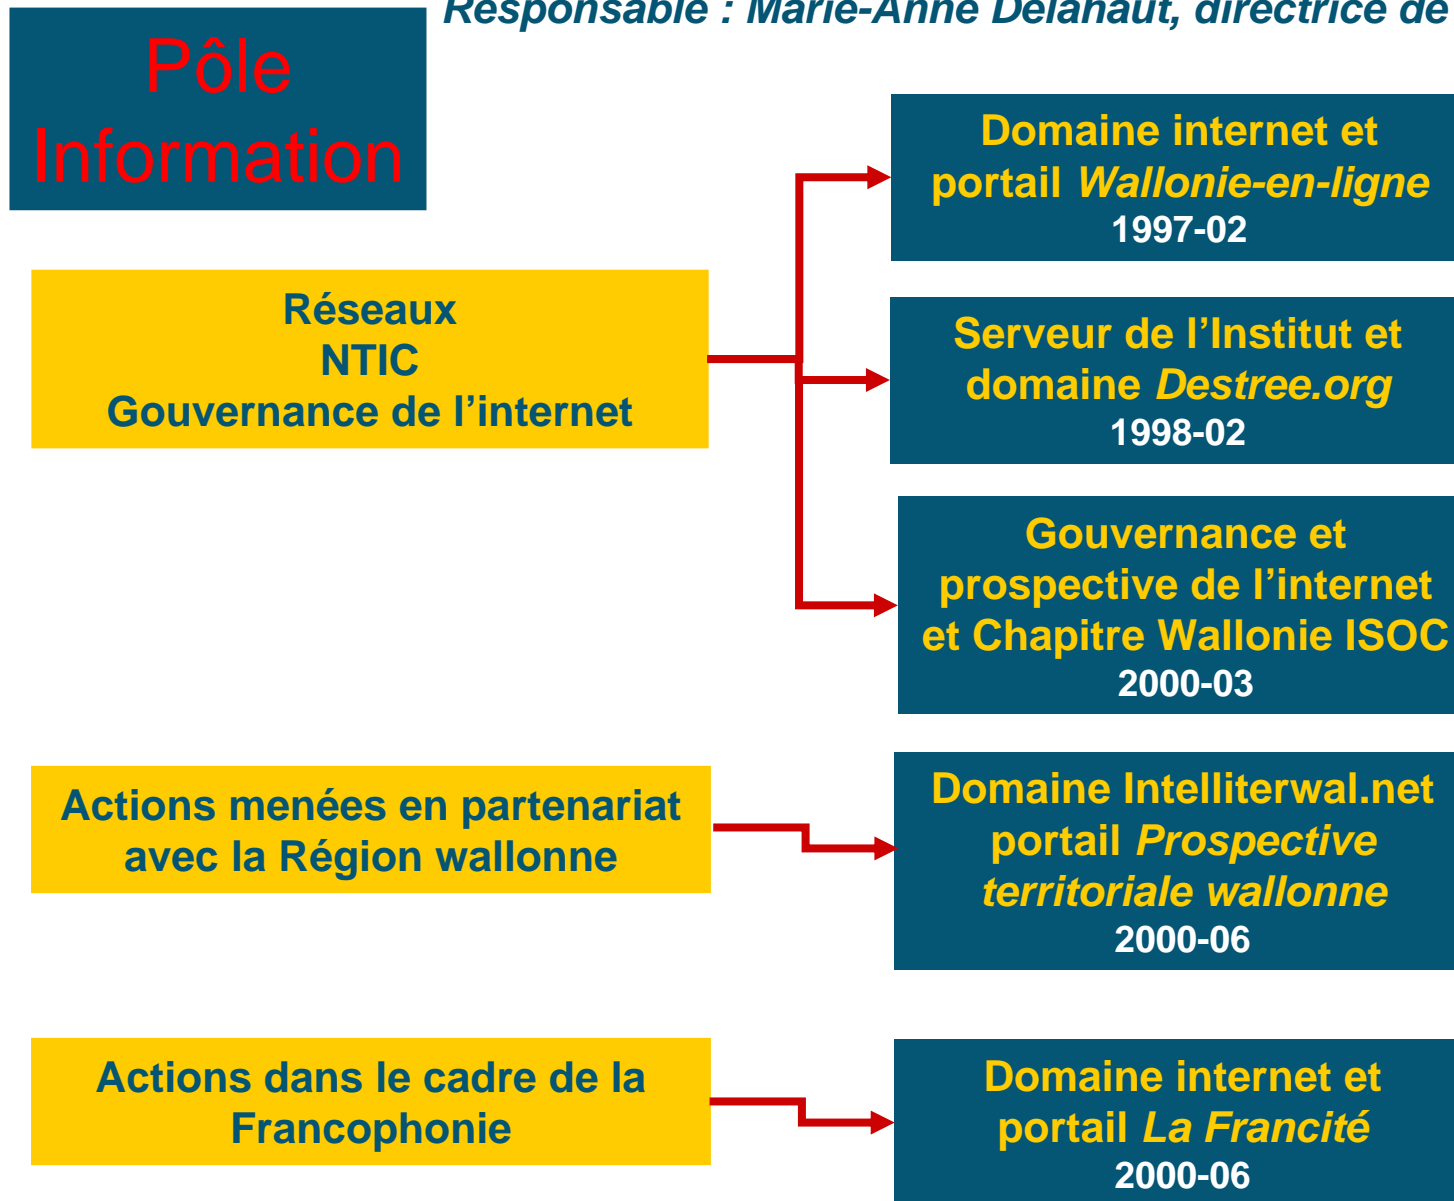 Responsable : Marie-Anne Delahaut, directrice de
Pôle
Information
Domaine internet et
portail Wallonie-en-ligne
1997-02
Réseaux
NTIC
Gouvernance de l’internet
Serveur de l’Institut et
domaine Destree.org
1998-02
Gouvernance et
prospective de l’internet
et Chapitre Wallonie ISOC
2000-03
Actions menées en partenariat
avec la Région wallonne
Domaine Intelliterwal.net
portail Prospective
territoriale wallonne
2000-06
Actions dans le cadre de la
Francophonie
Domaine internet et
portail La Francité
2000-06